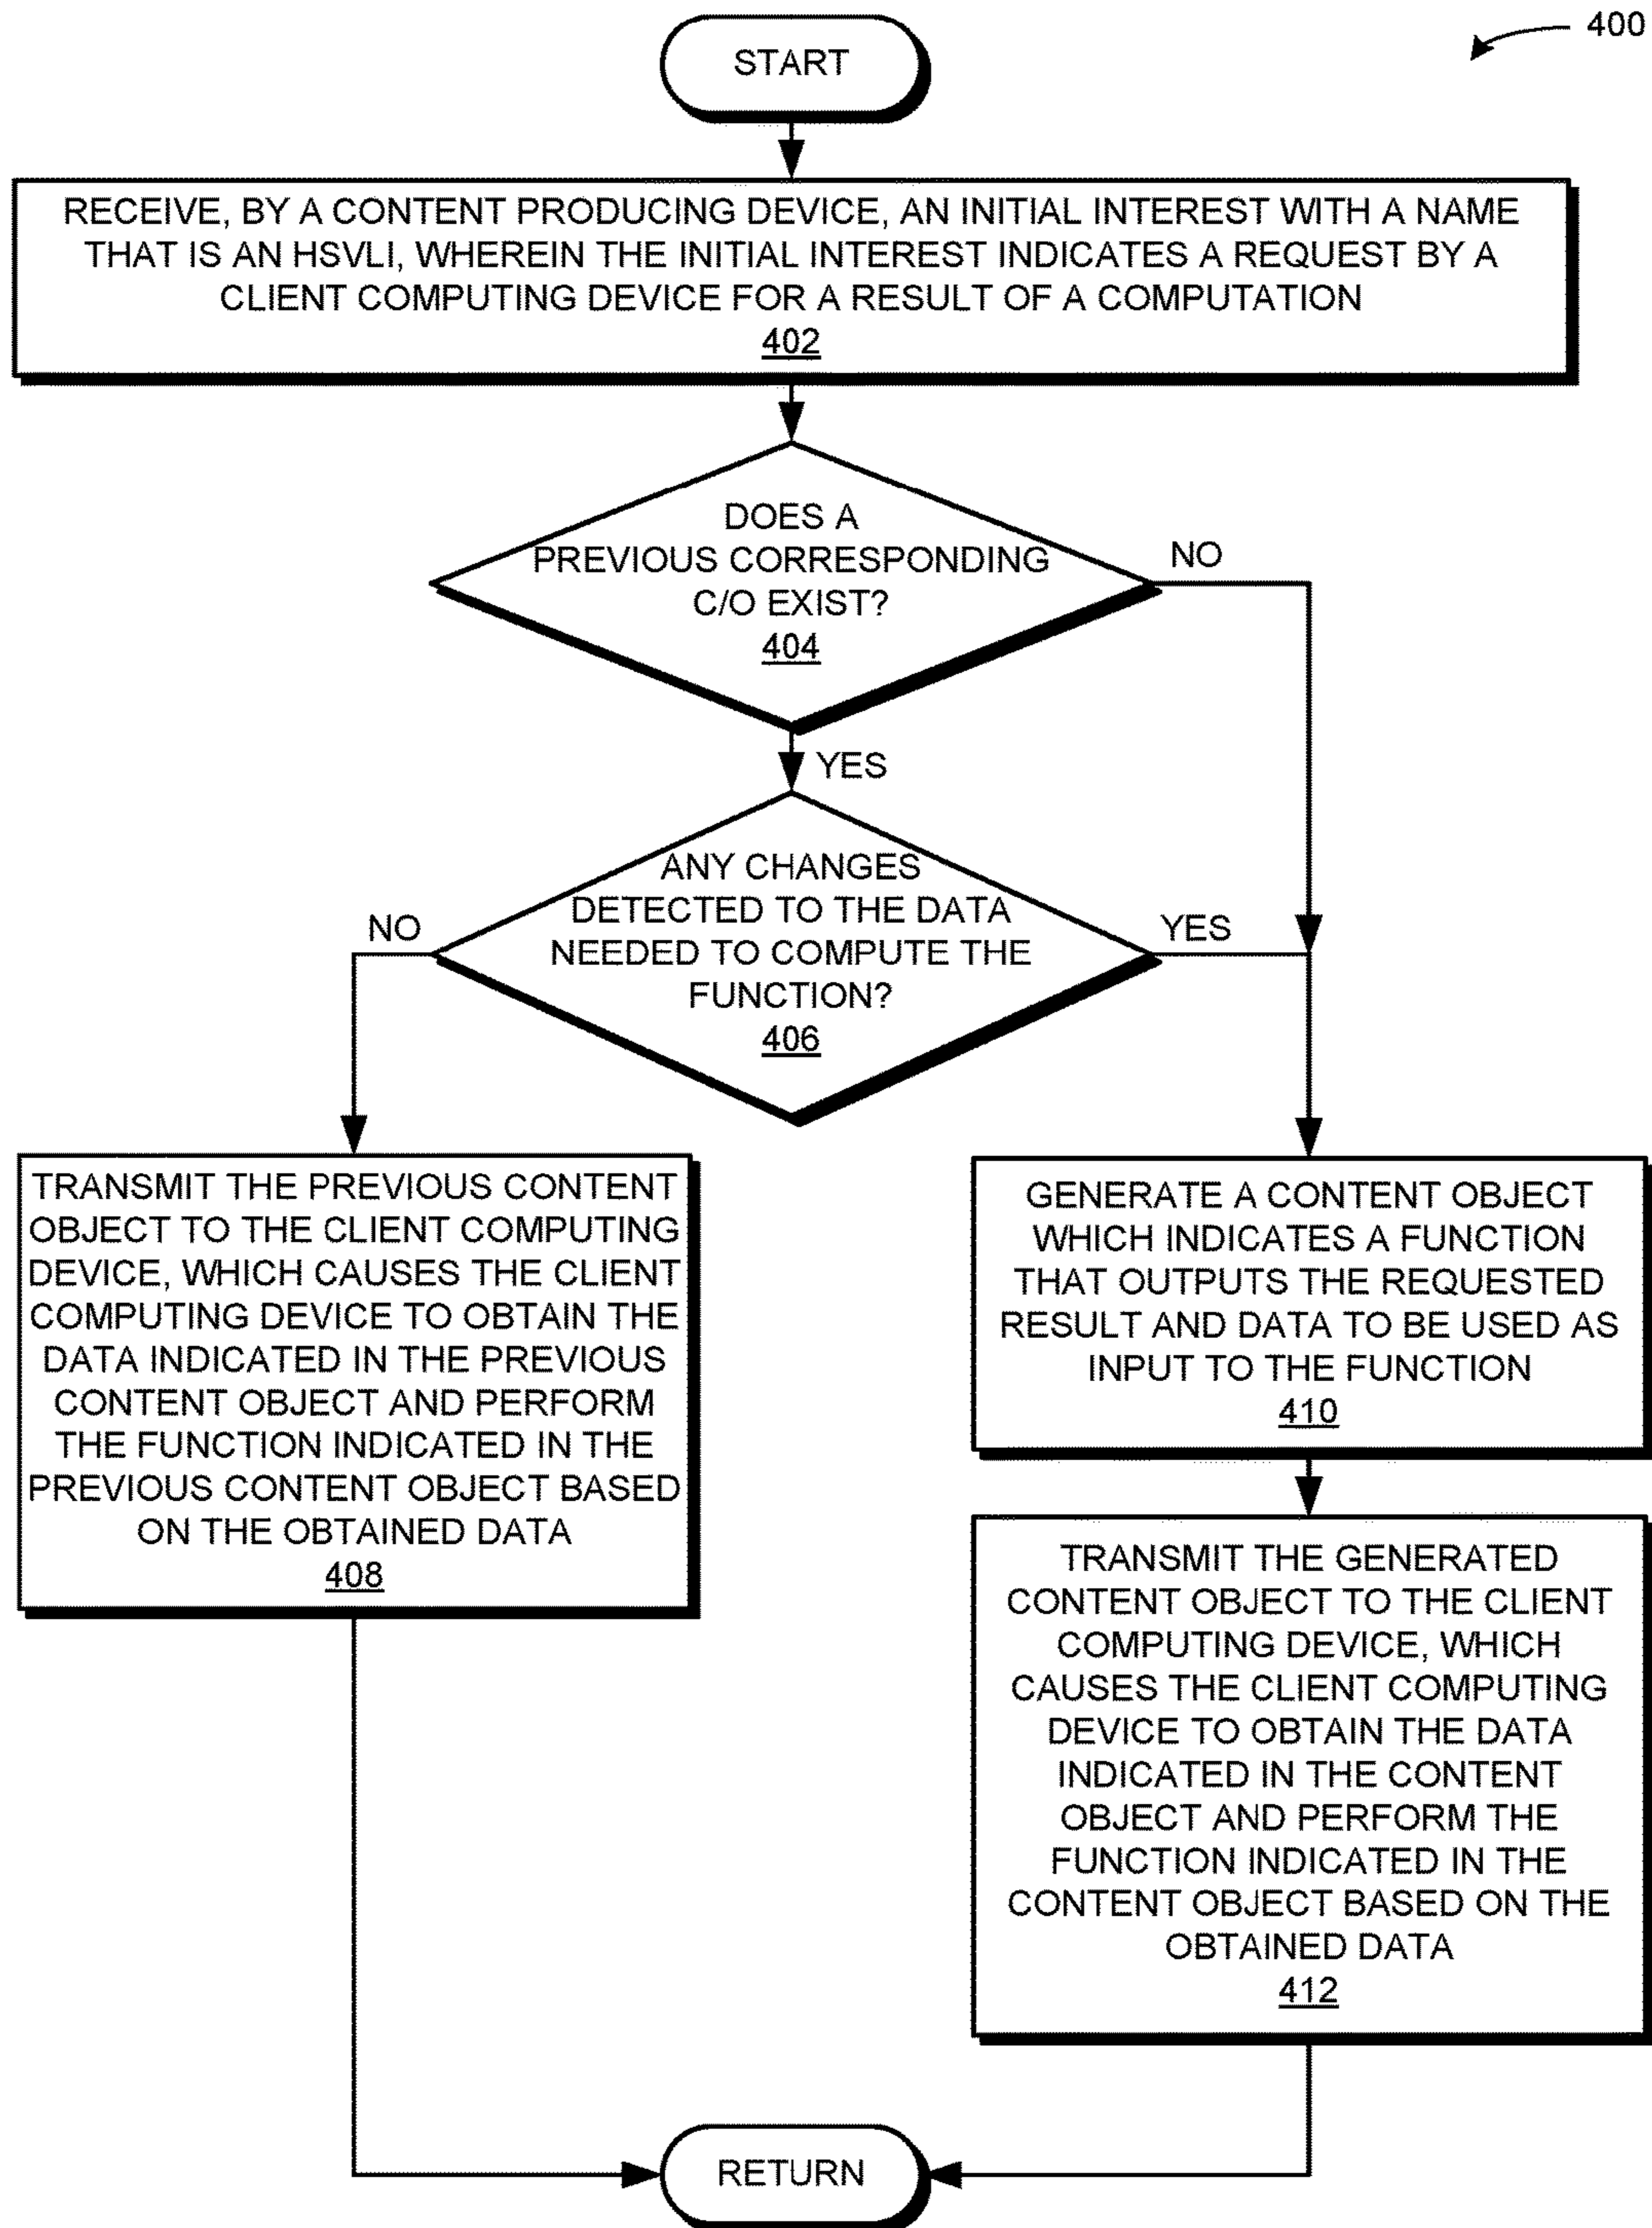 400
START
RECEIVE, BY A CONTENT PRODUCING DEVICE, AN INITIAL INTEREST WITH A NAME
THAT IS AN HSVLI, WHEREIN THE INITIAL INTEREST INDICATES A REQUEST BY A
CLIENT COMPUTING DEVICE FOR A RESULT OF A COMPUTATION
402
DOES A
PREVIOUS CORRESPONDING
C/O EXIST?
404
NO
YES
ANY CHANGES
DETECTED TO THE DATA
NEEDED TO COMPUTE THE
FUNCTION?
406
NO
YES
TRANSMIT THE PREVIOUS CONTENT
OBJECT TO THE CLIENT COMPUTING
DEVICE, WHICH CAUSES THE CLIENT
COMPUTING DEVICE TO OBTAIN THE
DATA INDICATED IN THE PREVIOUS
CONTENT OBJECT AND PERFORM
THE FUNCTION INDICATED IN THE
PREVIOUS CONTENT OBJECT BASED
ON THE OBTAINED DATA
408
GENERATE A CONTENT OBJECT
WHICH INDICATES A FUNCTION
THAT OUTPUTS THE REQUESTED
RESULT AND DATA TO BE USED AS
INPUT TO THE FUNCTION
410
TRANSMIT THE GENERATED
CONTENT OBJECT TO THE CLIENT
COMPUTING DEVICE, WHICH
CAUSES THE CLIENT COMPUTING
DEVICE TO OBTAIN THE DATA
INDICATED IN THE CONTENT
OBJECT AND PERFORM THE
FUNCTION INDICATED IN THE
CONTENT OBJECT BASED ON THE
OBTAINED DATA
412
RETURN